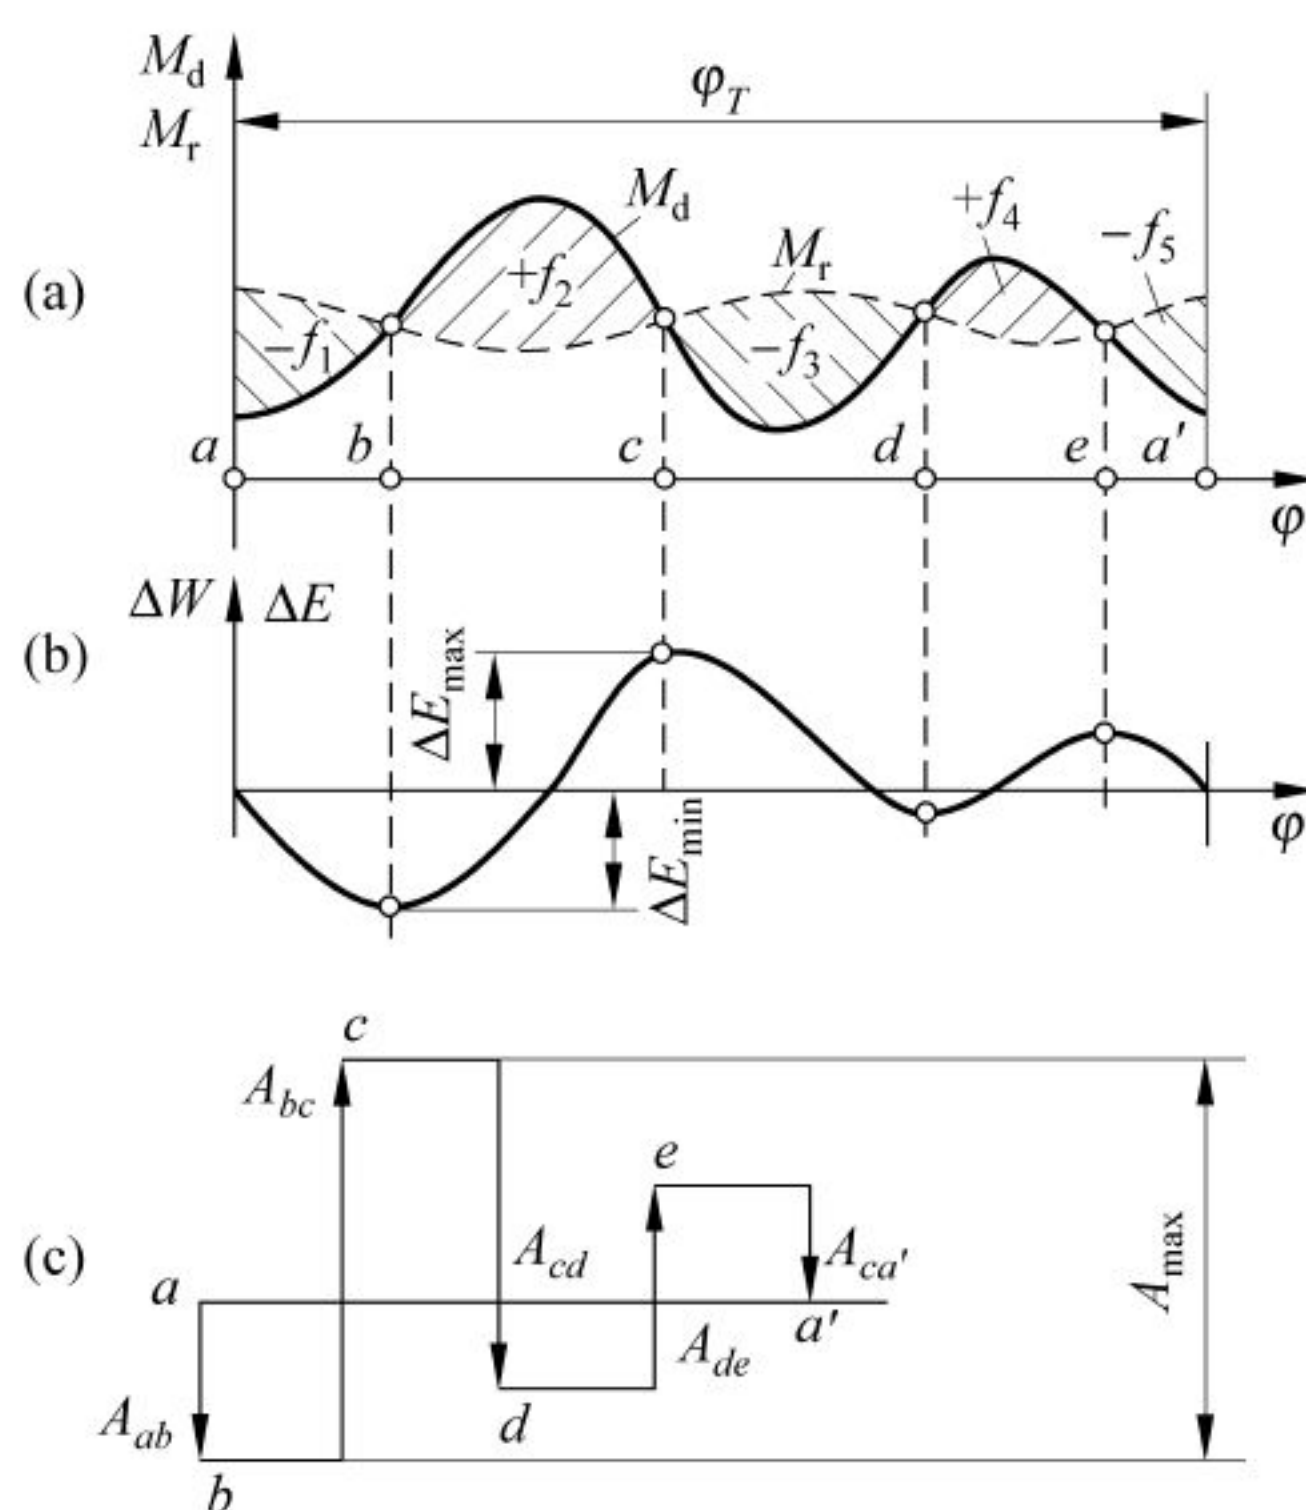 M_d
M_r
φ_T
M_d
+f_4
−f_5
M_r
(a)
+f_2
−f_1
−f_3
a b c d e a′
φ
ΔW ΔE
(b)
ΔE_max
ΔE_min
φ
c
A_bc
e
(c)
A_cd
A_ca′
A_max
a
a′
A_de
A_ab
d
b